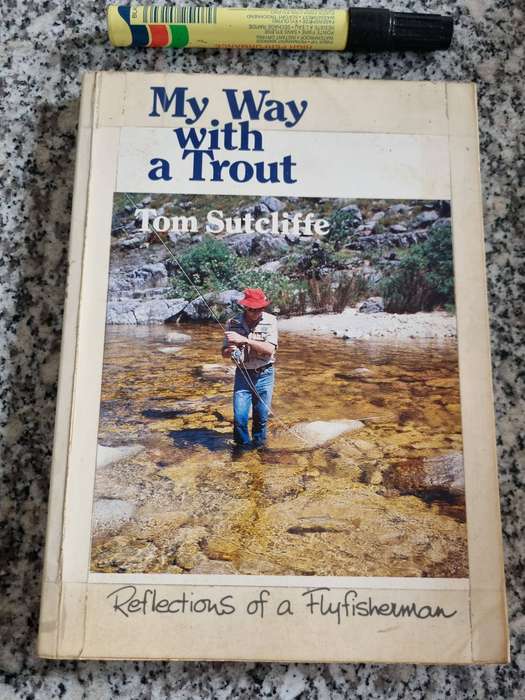 My Way
with
a Trout
Tom Sutcliffe
Reflections of a Flyfisherman